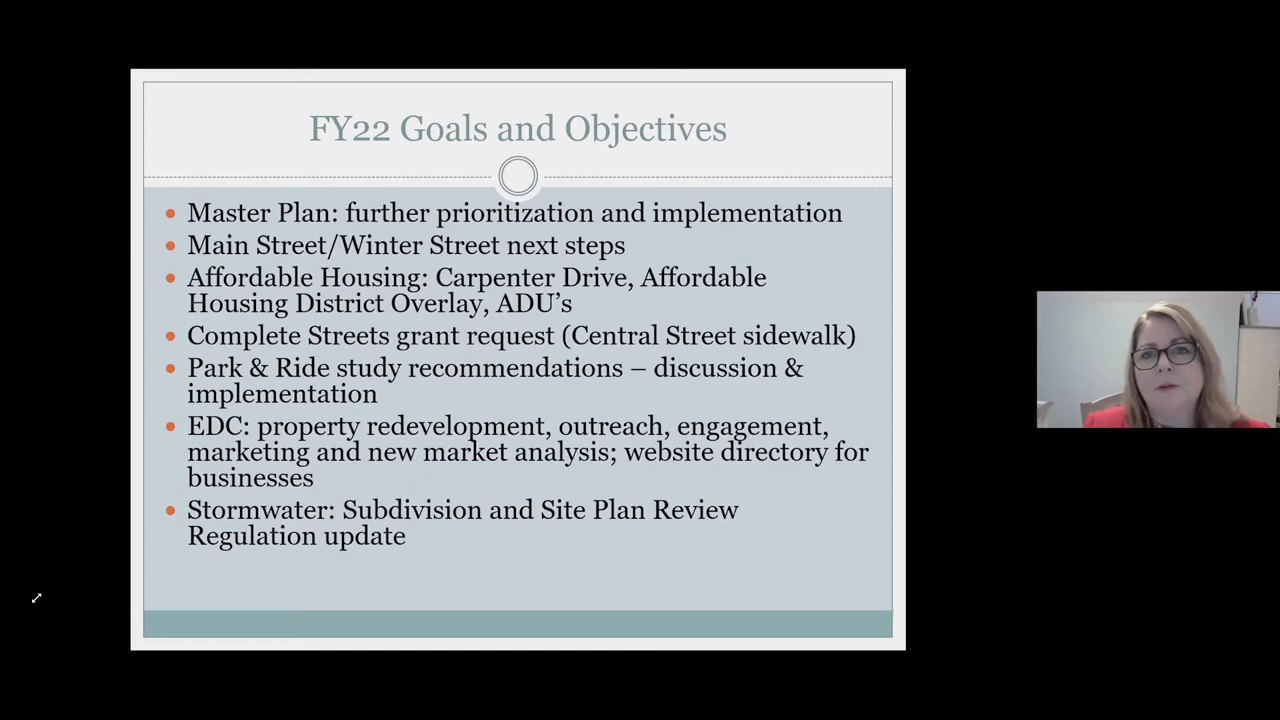 FY22 Goals and Objectives
Master Plan: further prioritization and implementation
Main Street/Winter Street next steps
Affordable Housing: Carpenter Drive, Affordable
Housing District Overlay, ADU’s
Complete Streets grant request (Central Street sidewalk)
Park & Ride study recommendations – discussion &
implementation
EDC: property redevelopment, outreach, engagement,
marketing and new market analysis; website directory for
businesses
Stormwater: Subdivision and Site Plan Review
Regulation update